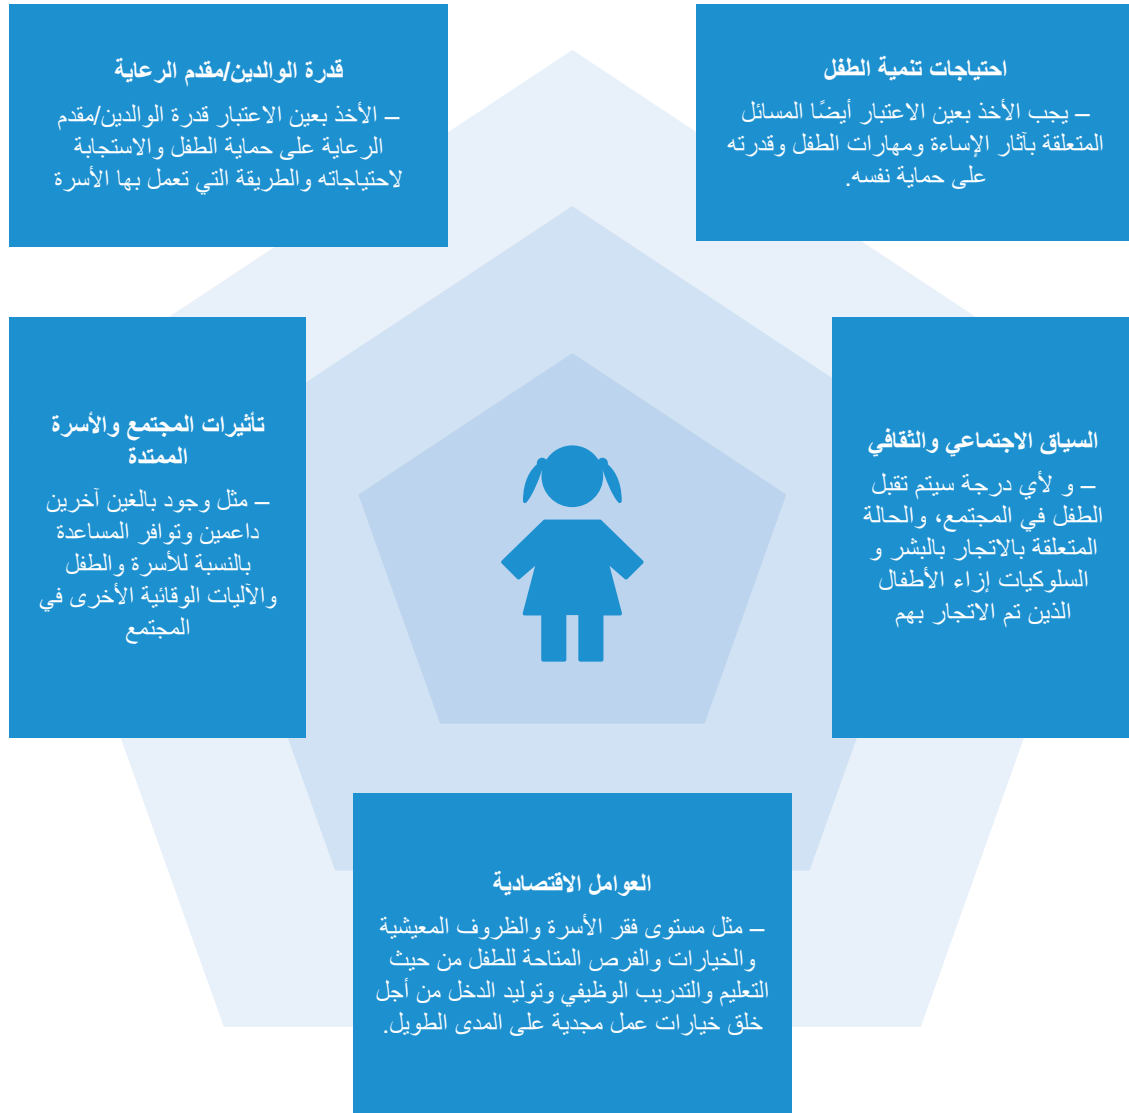 احتياجات تنمية الطفل
– يجب الأخذ بعين الاعتبار أيضًا المسائل
المتعلقة بآثار الإساءة ومهارات الطفل وقدرته
على حماية نفسه.
قدرة الوالدين/مقدم الرعاية
– الأخذ بعين الاعتبار قدرة الوالدين/مقدم
الرعاية على حماية الطفل والاستجابة
لاحتياجاته والطريقة التي تعمل بها الأسرة
السياق الاجتماعي والثقافي
– و لأي درجة سيتم تقبل
الطفل في المجتمع، والحالة
المتعلقة بالاتجار بالبشر و
السلوكيات إزاء الأطفال
الذين تم الاتجار بهم
تأثيرات المجتمع والأسرة
الممتدة
– مثل وجود بالغين آخرين
داعمين وتوافر المساعدة
بالنسبة للأسرة والطفل
والآليات الوقائية الأخرى في
المجتمع
العوامل الاقتصادية
– مثل مستوى فقر الأسرة والظروف المعيشية
والخيارات والفرص المتاحة للطفل من حيث
التعليم والتدريب الوظيفي وتوليد الدخل من أجل
خلق خيارات عمل مجدية على المدى الطويل.